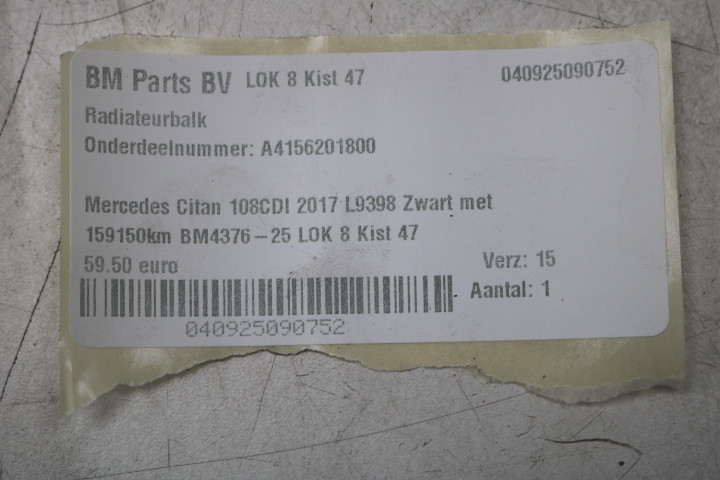 BM Parts BV LOK 8 Kist 47 040925090752
Radiateurbalk
Onderdeelnummer: A4156201800
Mercedes Citan 108CDI 2017 L9398 Zwart met
159150km BM4376-25 LOK 8 Kist 47
59.50 euro Verz: 15
Aantal: 1
040925090752